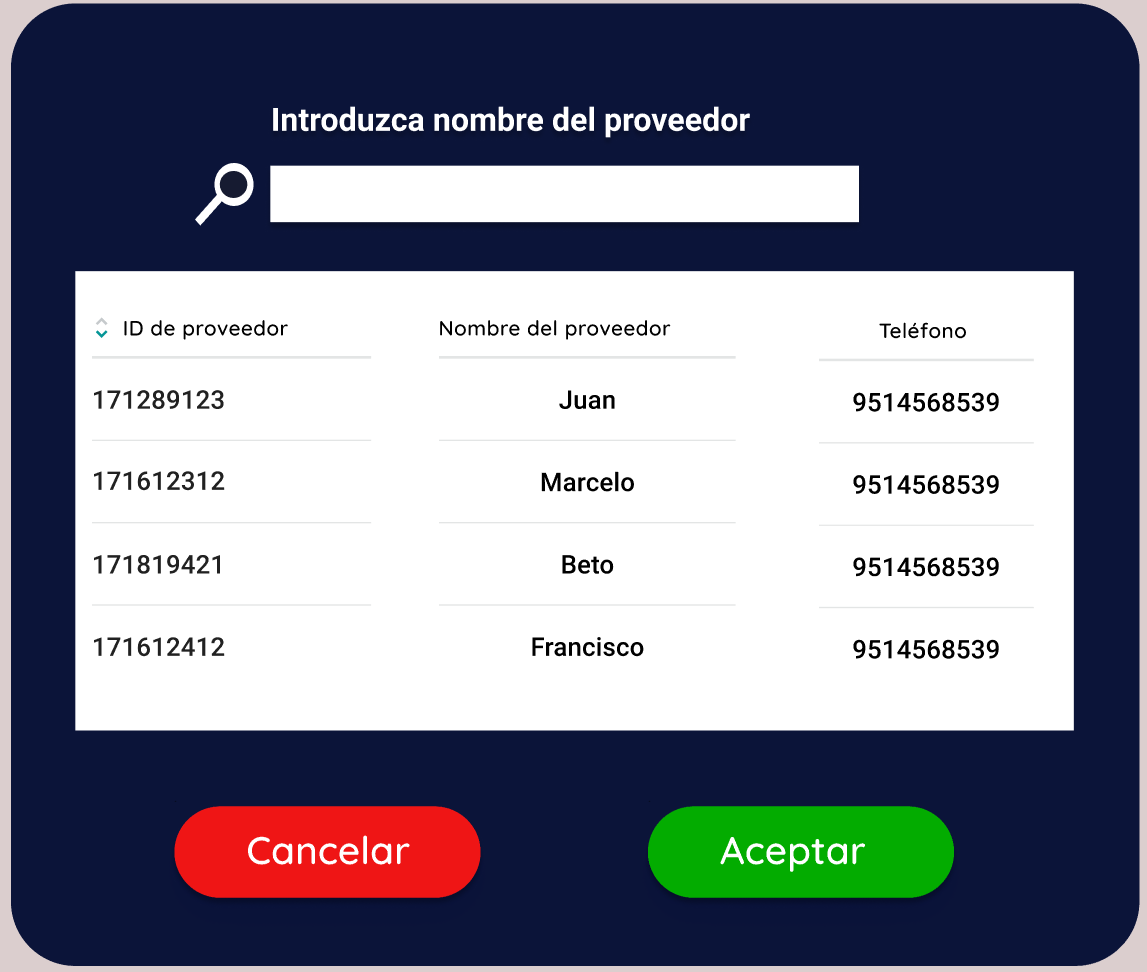 Introduzca nombre del proveedor
ID de proveedor Nombre del proveedor Teléfono
171289123 Juan 9514568539
171612312 Marcelo 9514568539
171819421 Beto 9514568539
171612412 Francisco 9514568539
Cancelar Aceptar